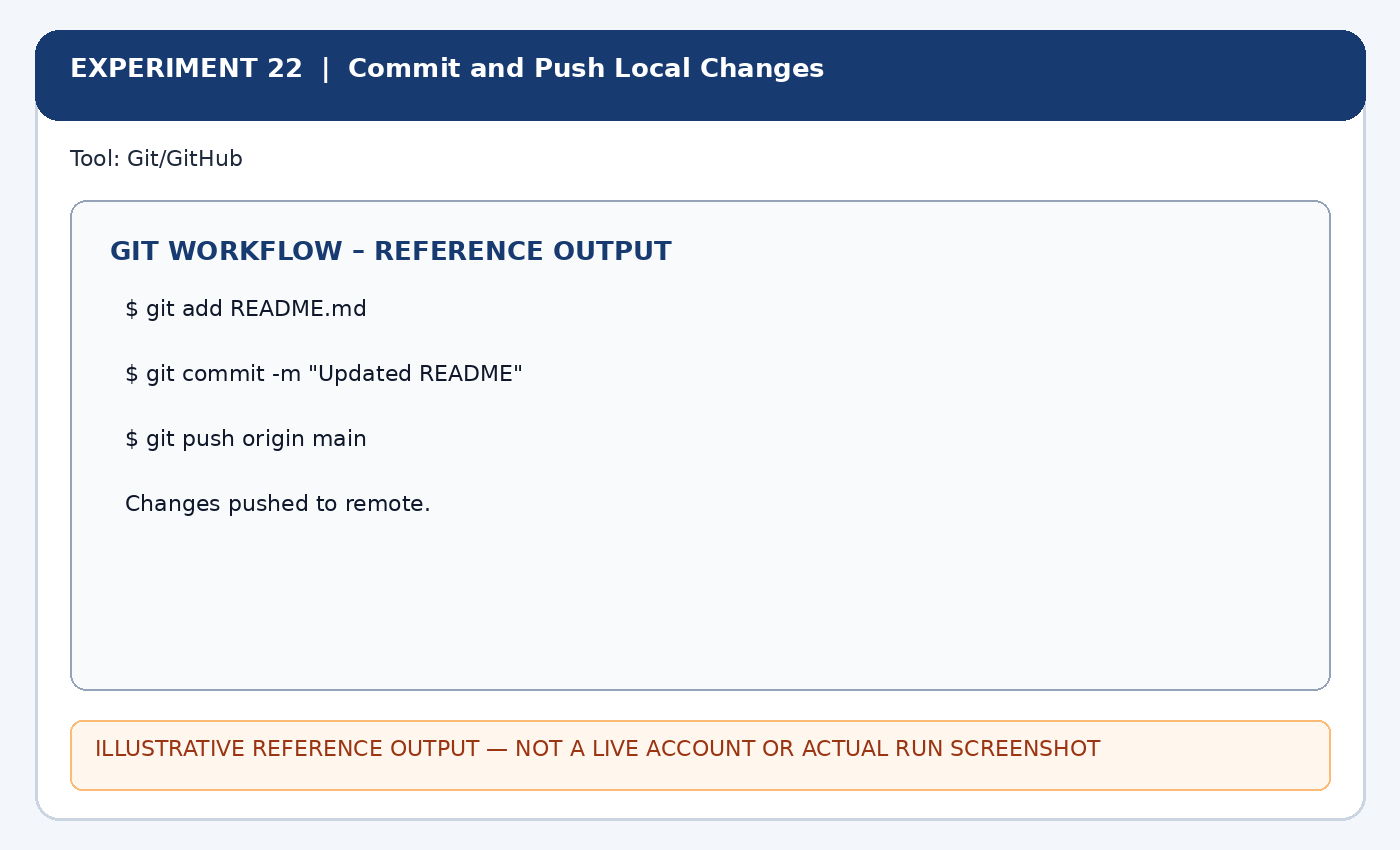 EXPERIMENT 22 | Commit and Push Local Changes
Tool: Git/GitHub
GIT WORKFLOW – REFERENCE OUTPUT
$ git add README.md
$ git commit -m "Updated README"
$ git push origin main
Changes pushed to remote.
ILLUSTRATIVE REFERENCE OUTPUT — NOT A LIVE ACCOUNT OR ACTUAL RUN SCREENSHOT